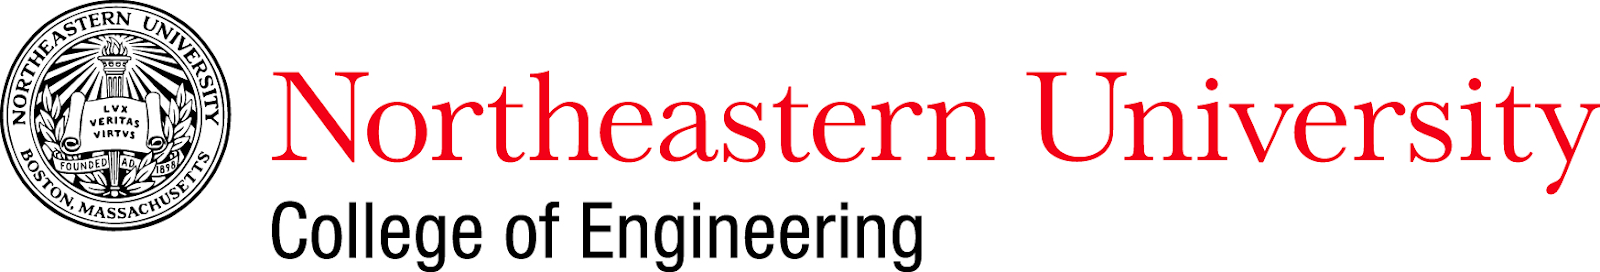 NORTHEASTERN UNIVERSITY
LVX
VERITAS
VIRTVS
FOUNDED A.D. 1898
BOSTON, MASSACHUSETTS
Northeastern University
College of Engineering